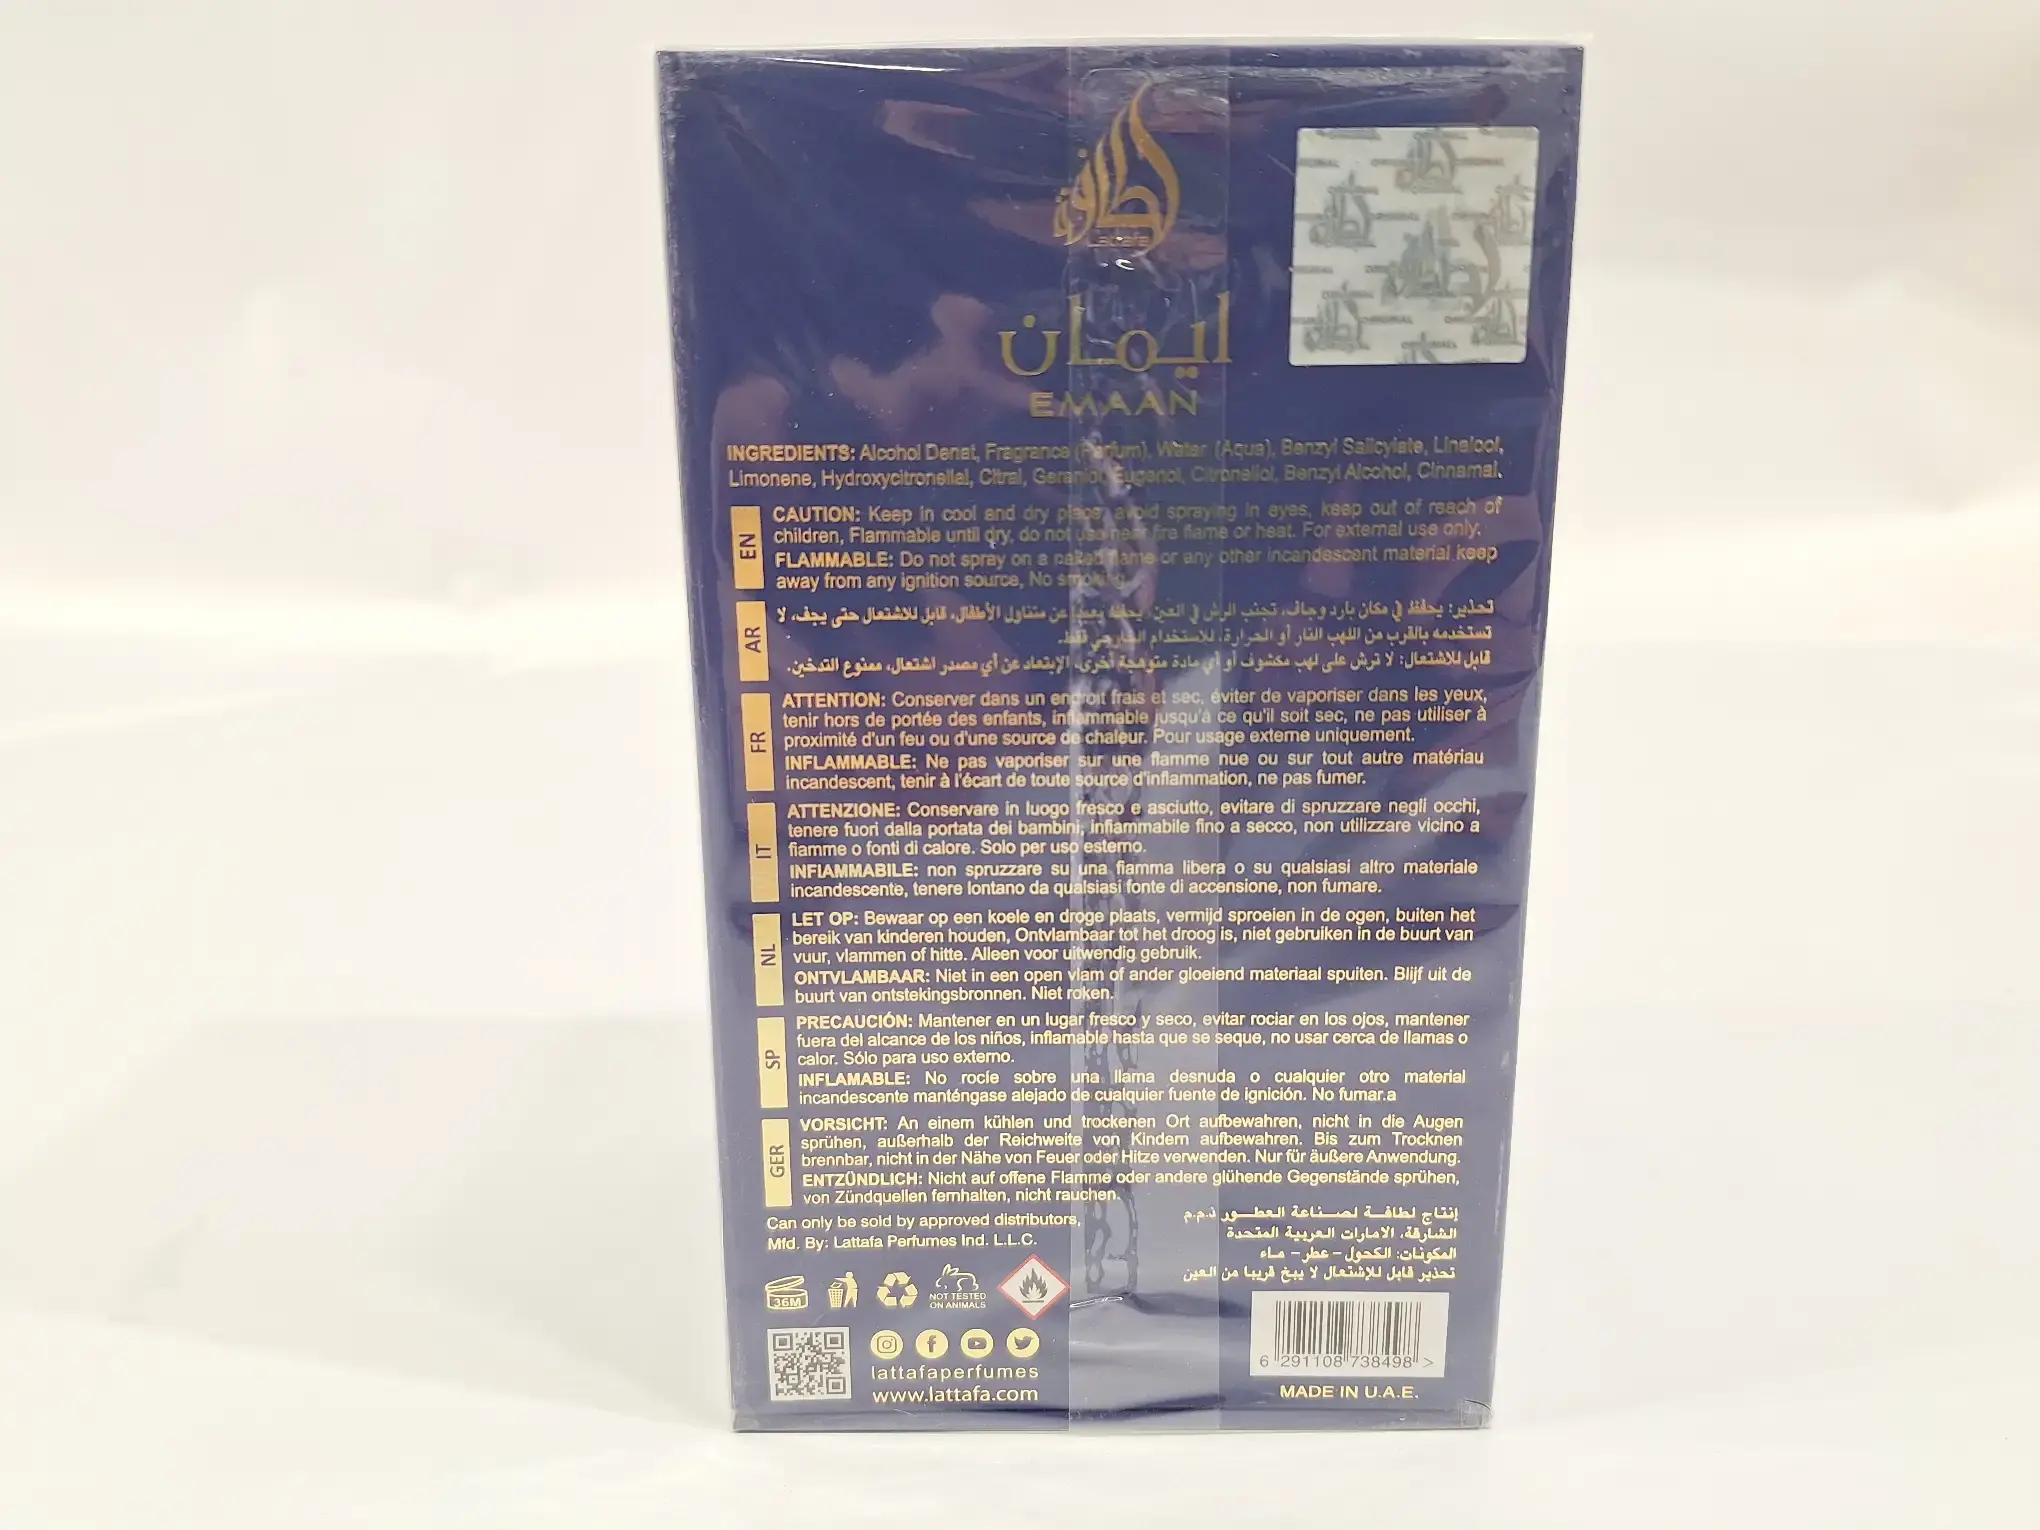 لطافة
Lattafa
ايمان
EMAAN
INGREDIENTS: Alcohol Denat, Fragrance (Parfum), Water (Aqua), Benzyl Salicylate, Linalool,
Limonene, Hydroxycitronellal, Citral, Geraniol, Eugenol, Citronellol, Benzyl Alcohol, Cinnamal.
EN
CAUTION: Keep in cool and dry place, avoid spraying in eyes, keep out of reach of
children, Flammable until dry, do not use near fire flame or heat. For external use only.
FLAMMABLE: Do not spray on a naked flame or any other incandescent material keep
away from any ignition source, No smoking.
AR
تحذير: يحفظ في مكان بارد وجاف، تجنب الرش في العين، يحفظ بعيدا عن متناول الأطفال، قابل للاشتعال حتى يجف، لا
تستخدمه بالقرب من اللهب النار أو الحرارة، للاستخدام الخارجي فقط.
قابل للاشتعال: لا ترش على لهب مكشوف أو أي مادة متوهجة أخرى، الإبتعاد عن أي مصدر اشتعال، ممنوع التدخين.
FR
ATTENTION: Conserver dans un endroit frais et sec, éviter de vaporiser dans les yeux,
tenir hors de portée des enfants, inflammable jusqu'à ce qu'il soit sec, ne pas utiliser à
proximité d'un feu ou d'une source de chaleur. Pour usage externe uniquement.
INFLAMMABLE: Ne pas vaporiser sur une flamme nue ou sur tout autre matériau
incandescent, tenir à l'écart de toute source d'inflammation, ne pas fumer.
IT
ATTENZIONE: Conservare in luogo fresco e asciutto, evitare di spruzzare negli occhi,
tenere fuori dalla portata dei bambini, infiammabile fino a secco, non utilizzare vicino a
fiamme o fonti di calore. Solo per uso esterno.
INFIAMMABILE: non spruzzare su una fiamma libera o su qualsiasi altro materiale
incandescente, tenere lontano da qualsiasi fonte di accensione, non fumare.
NL
LET OP: Bewaar op een koele en droge plaats, vermijd sproeien in de ogen, buiten het
bereik van kinderen houden, Ontvlambaar tot het droog is, niet gebruiken in de buurt van
vuur, vlammen of hitte. Alleen voor uitwendig gebruik.
ONTVLAMBAAR: Niet in een open vlam of ander gloeiend materiaal spuiten. Blijf uit de
buurt van ontstekingsbronnen. Niet roken.
SP
PRECAUCIÓN: Mantener en un lugar fresco y seco, evitar rociar en los ojos, mantener
fuera del alcance de los niños, inflamable hasta que se seque, no usar cerca de llamas o
calor. Sólo para uso externo.
INFLAMABLE: No rocíe sobre una llama desnuda o cualquier otro material
incandescente manténgase alejado de cualquier fuente de ignición. No fumar.a
GER
VORSICHT: An einem kühlen und trockenen Ort aufbewahren, nicht in die Augen
sprühen, außerhalb der Reichweite von Kindern aufbewahren. Bis zum Trocknen
brennbar, nicht in der Nähe von Feuer oder Hitze verwenden. Nur für äußere Anwendung.
ENTZÜNDLICH: Nicht auf offene Flamme oder andere glühende Gegenstände sprühen,
von Zündquellen fernhalten, nicht rauchen.
Can only be sold by approved distributors,
Mfd. By: Lattafa Perfumes Ind. L.L.C.
إنتاج لطافة لصناعة العطور ذ.م.م
الشارقة، الامارات العربية المتحدة
المكونات: الكحول - عطر - ماء
تحذير قابل للإشتعال لا يبخ قريبا من العين
36M
NOT TESTED
ON ANIMALS
lattafaperfumes
www.lattafa.com
6 291108 738498 >
MADE IN U.A.E.